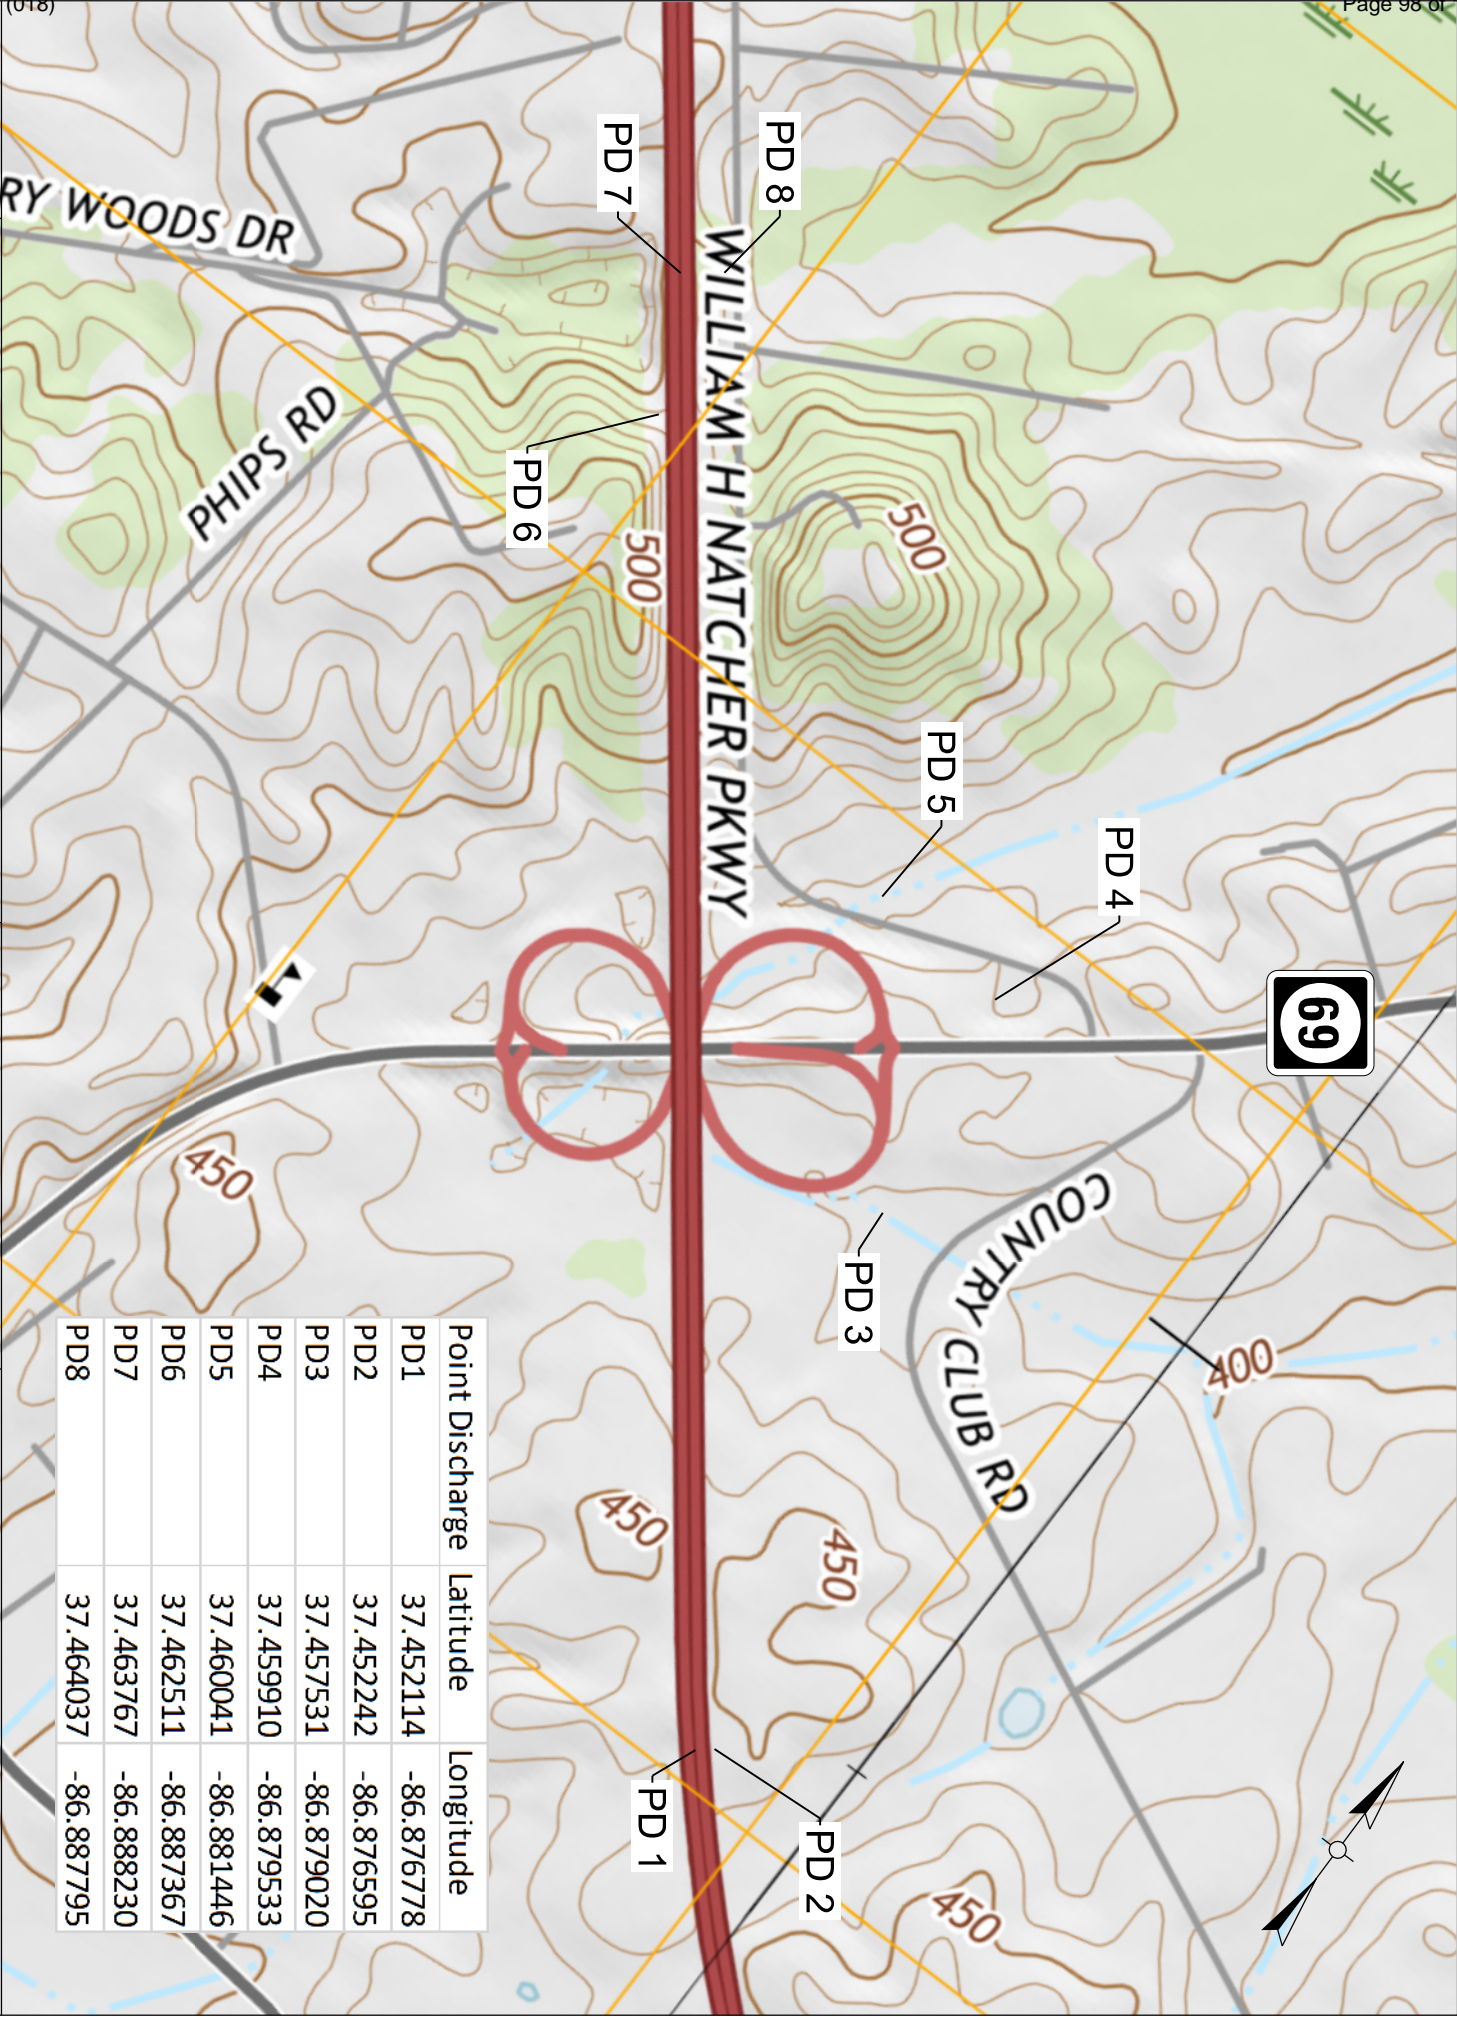 (018)
Page 98 of
PD 7
PD 8
RY WOODS DR
WILLIAM H NATCHER PKWY
PHIPS RD
PD 6
500
500
PD 5
PD 4
69
450
COUNTRY CLUB RD
PD 3
400
450
450
PD 1
PD 2
450
Point Discharge Latitude Longitude
PD1 37.452114 -86.876778
PD2 37.452242 -86.876595
PD3 37.457531 -86.879020
PD4 37.459910 -86.879533
PD5 37.460041 -86.881446
PD6 37.462511 -86.887367
PD7 37.463767 -86.888230
PD8 37.464037 -86.887795